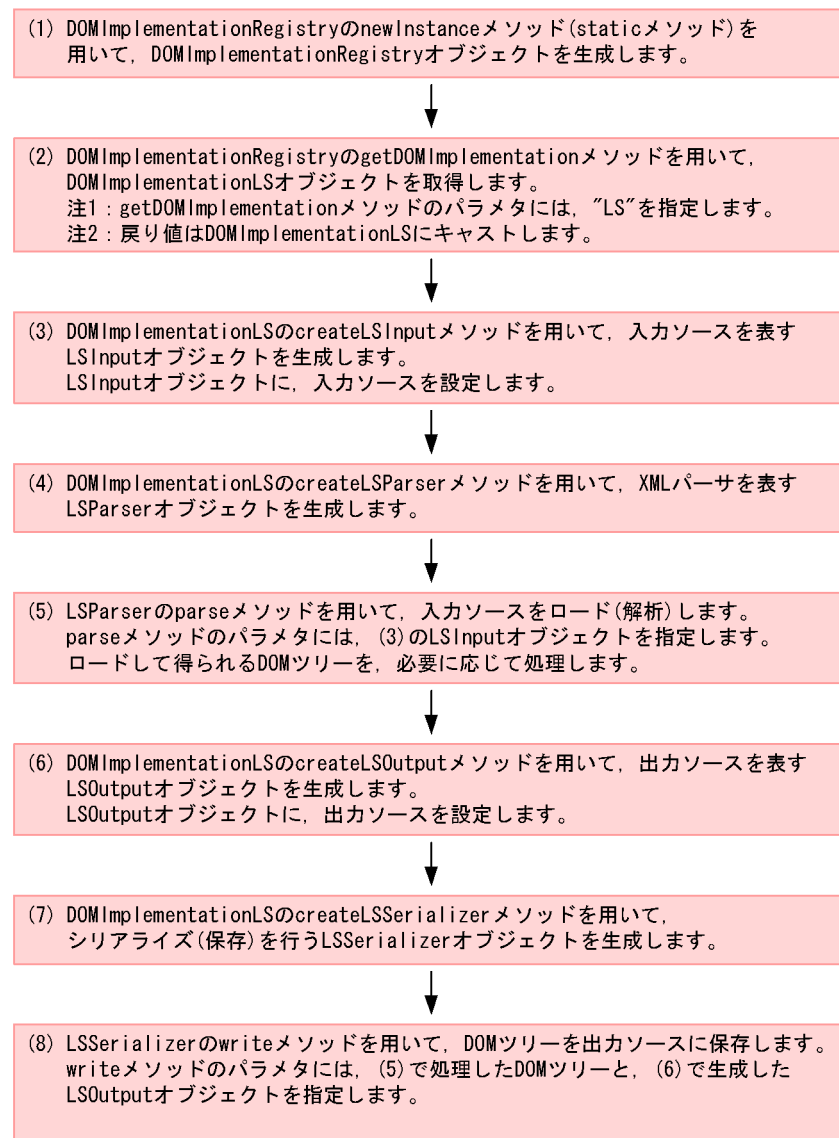 (1) DOMImplementationRegistryのnewInstanceメソッド(staticメソッド)を
用いて，DOMImplementationRegistryオブジェクトを生成します。
(2) DOMImplementationRegistryのgetDOMImplementationメソッドを用いて，
DOMImplementationLSオブジェクトを取得します。
注1：getDOMImplementationメソッドのパラメタには，"LS"を指定します。
注2：戻り値はDOMImplementationLSにキャストします。
(3) DOMImplementationLSのcreateLSInputメソッドを用いて，入力ソースを表す
LSInputオブジェクトを生成します。
LSInputオブジェクトに，入力ソースを設定します。
(4) DOMImplementationLSのcreateLSParserメソッドを用いて，XMLパーサを表す
LSParserオブジェクトを生成します。
(5) LSParserのparseメソッドを用いて，入力ソースをロード(解析)します。
parseメソッドのパラメタには，(3)のLSInputオブジェクトを指定します。
ロードして得られるDOMツリーを，必要に応じて処理します。
(6) DOMImplementationLSのcreateLSOutputメソッドを用いて，出力ソースを表す
LSOutputオブジェクトを生成します。
LSOutputオブジェクトに，出力ソースを設定します。
(7) DOMImplementationLSのcreateLSSerializerメソッドを用いて，
シリアライズ(保存)を行うLSSerializerオブジェクトを生成します。
(8) LSSerializerのwriteメソッドを用いて，DOMツリーを出力ソースに保存します。
writeメソッドのパラメタには，(5)で処理したDOMツリーと，(6)で生成した
LSOutputオブジェクトを指定します。